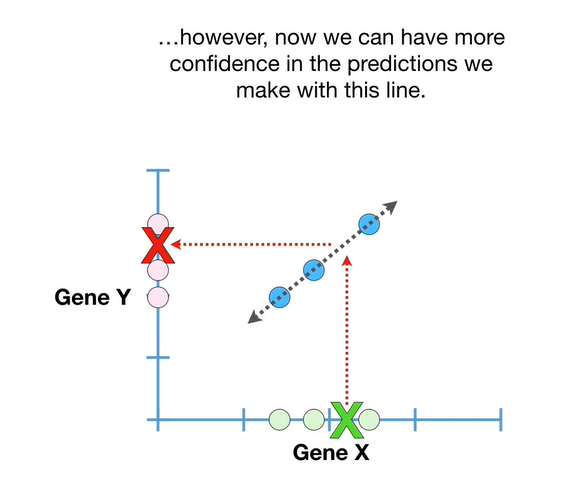 ...however, now we can have more
confidence in the predictions we
make with this line.
X
Gene Y
X
Gene X